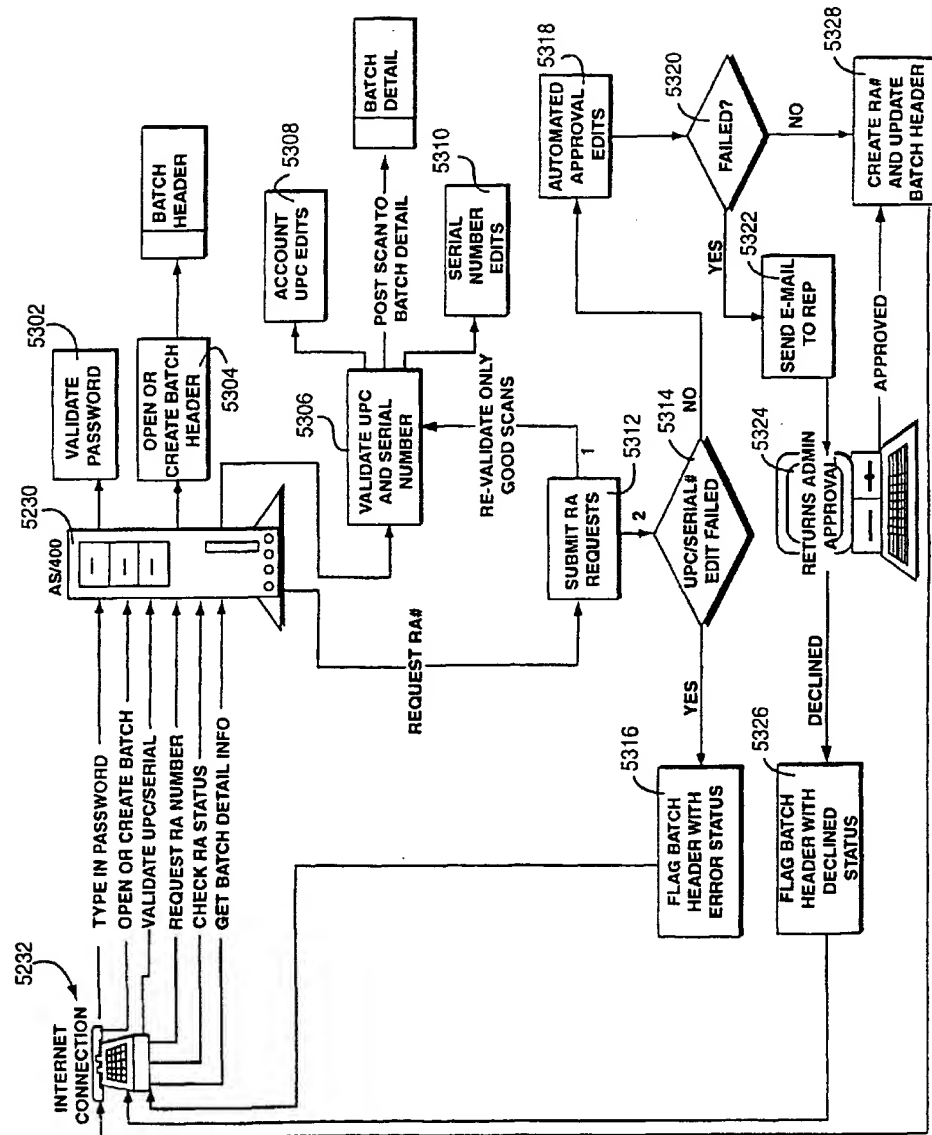 INTERNET
CONNECTION
5232
TYPE IN PASSWORD
OPEN OR CREATE BATCH
VALIDATE UPC/SERIAL
REQUEST RA NUMBER
CHECK RA STATUS
GET BATCH DETAIL INFO
5230
AS/400
5302
VALIDATE
PASSWORD
OPEN OR
CREATE BATCH
HEADER
5304
BATCH
HEADER
REQUEST RA#
5306
VALIDATE UPC
AND SERIAL
NUMBER
5308
ACCOUNT
UPC EDITS
POST SCAN TO
BATCH DETAIL
BATCH
DETAIL
5310
SERIAL
NUMBER
EDITS
RE-VALIDATE ONLY
GOOD SCANS
1
5312
SUBMIT RA
REQUESTS
2
5314
UPC/SERIAL#
EDIT FAILED
YES
NO
5316
FLAG BATCH
HEADER WITH
ERROR STATUS
5318
AUTOMATED
APPROVAL
EDITS
5320
FAILED?
YES
NO
5322
SEND E-MAIL
TO REP
5324
RETURNS ADMIN
APPROVAL
DECLINED
APPROVED
5326
FLAG BATCH
HEADER WITH
DECLINED
STATUS
5328
CREATE RA#
AND UPDATE
BATCH HEADER